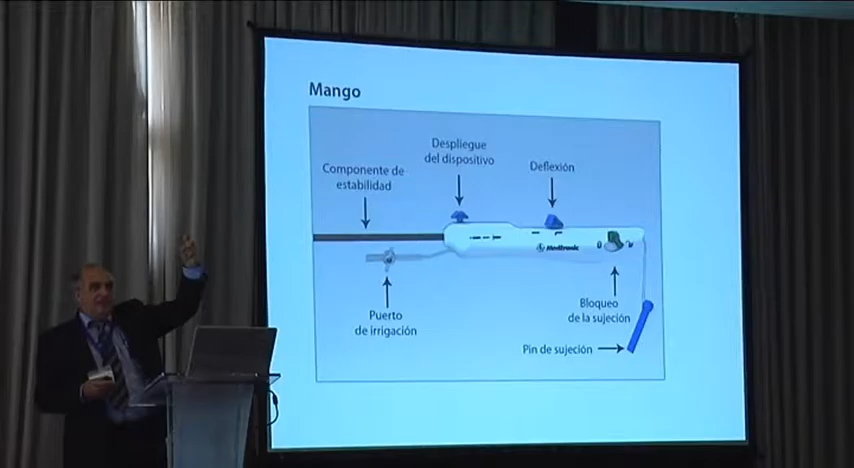 Mango
Despliegue
del dispositivo
Componente de
estabilidad
Deflexión
Medtronic
Puerto
de irrigación
Bloqueo
de la sujeción
Pin de sujeción